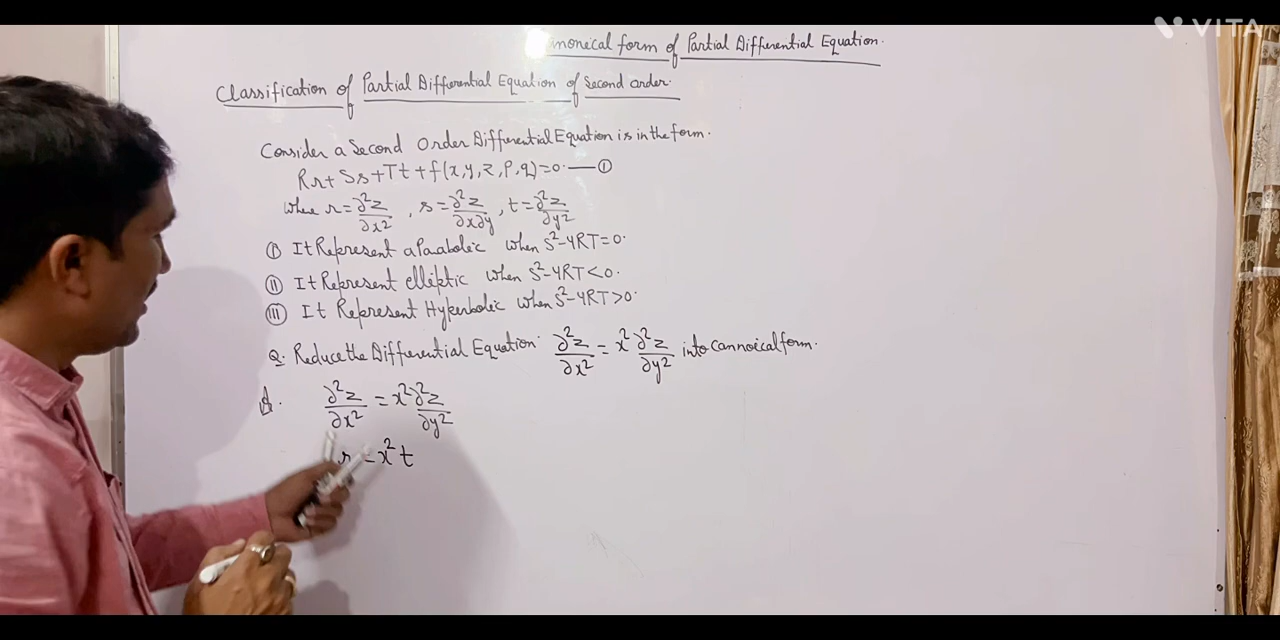 VITA
monical form of Partial Differential Equation.
Classification of Partial Differential Equation of Second order.
Consider a Second Order Differential Equation is in the form.
Rr + Ss + Tt + f(x, y, z, p, q) = 0. — ①
where r = ∂²z/∂x² , s = ∂²z/∂x∂y , t = ∂²z/∂y²
Ⓘ It Represent a Parabolic when S²-4RT=0.
Ⓘⓘ It Represent elliptic when S²-4RT<0.
Ⓘⓘⓘ It Represent Hyperbolic when S²-4RT>0.
Q. Reduce the Differential Equation. ∂²z/∂x² = x² ∂²z/∂y² into cannoical form.
∂²z/∂x² = x² ∂²z/∂y²
r = x² t